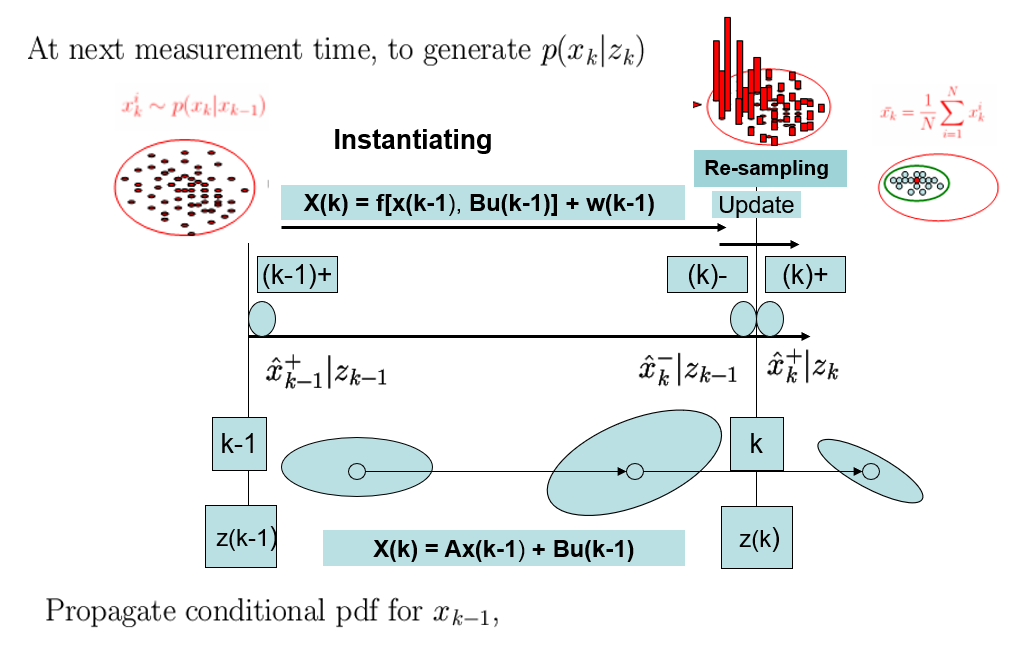 At next measurement time, to generate p(x_k|z_k)
x_k^i ∼ p(x_k|x_{k−1})
Instantiating
x̄_k = 1/N ∑_{i=1}^{N} x_k^i
Re-sampling
X(k) = f[x(k-1), Bu(k-1)] + w(k-1)
Update
(k-1)+
(k)-
(k)+
x̂_{k−1}^+|z_{k−1}
x̂_k^−|z_{k−1}
x̂_k^+|z_k
k-1
k
z(k-1)
z(k)
X(k) = Ax(k-1) + Bu(k-1)
Propagate conditional pdf for x_{k−1},